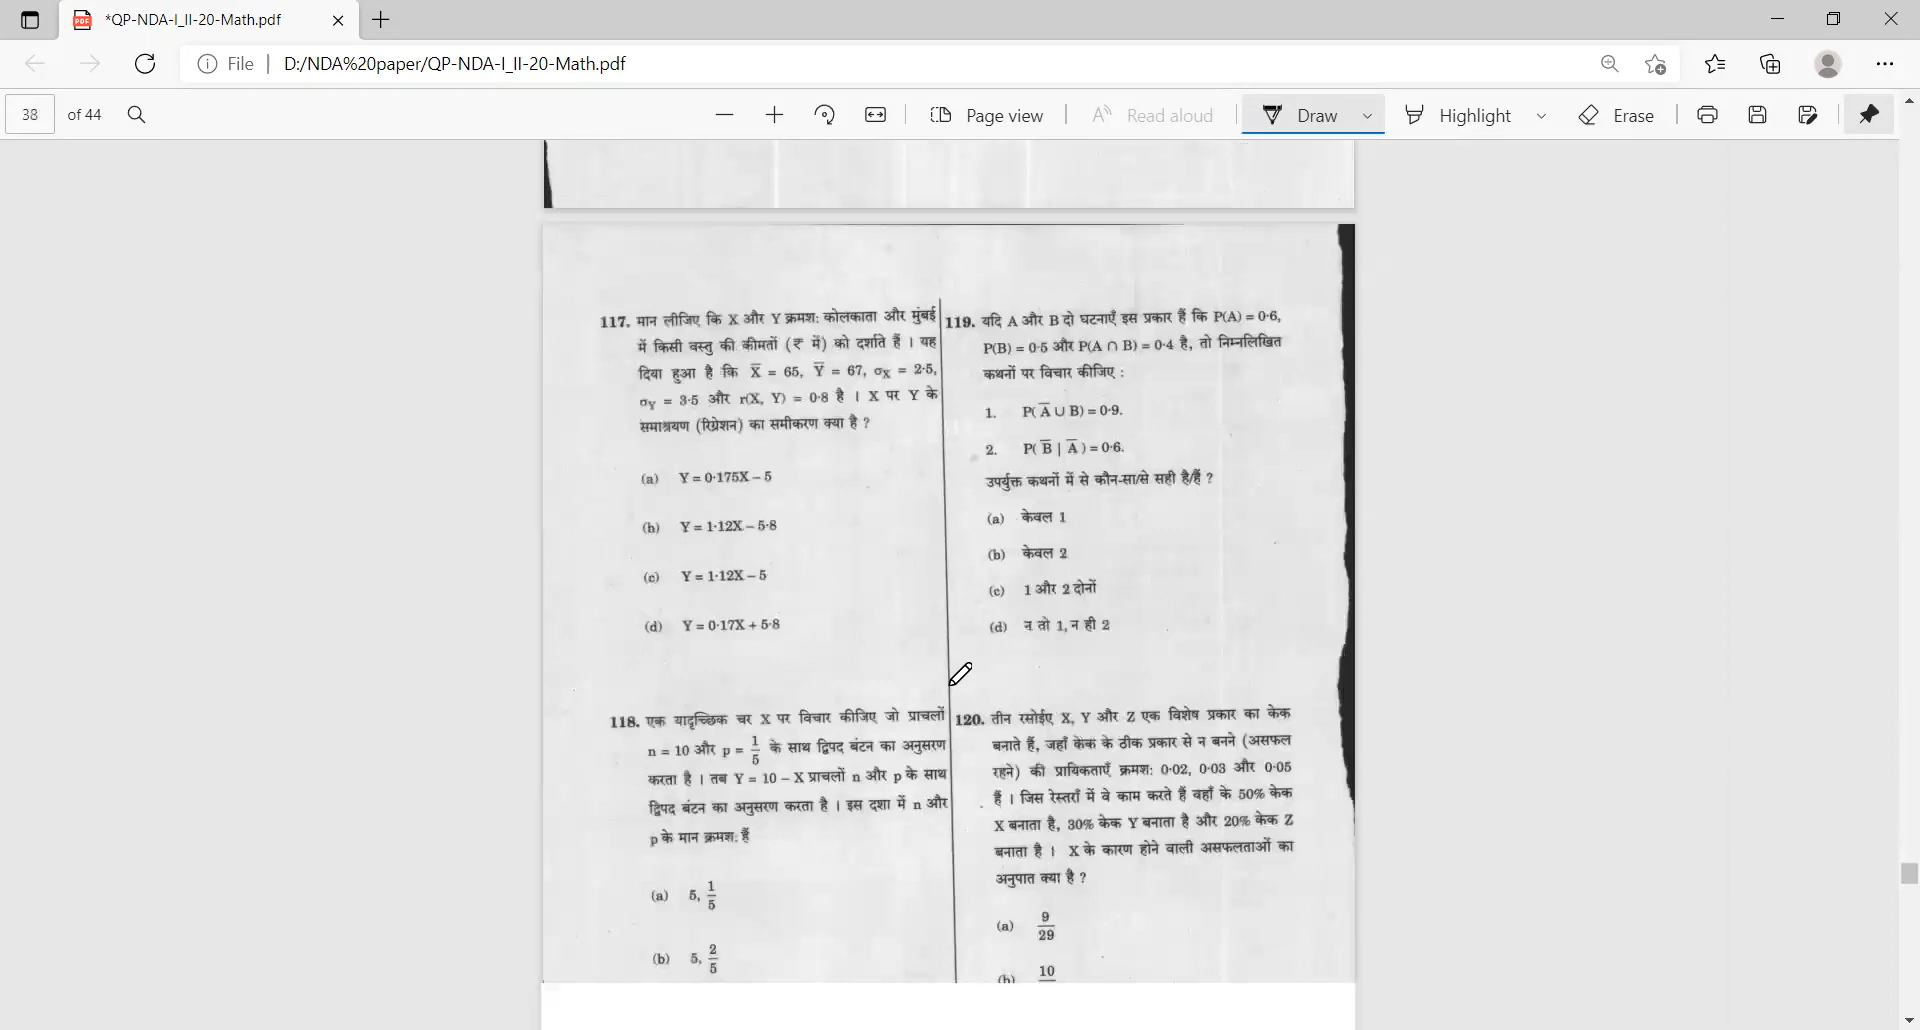 *QP-NDA-I_II-20-Math.pdf
File | D:/NDA%20paper/QP-NDA-I_II-20-Math.pdf
38 of 44
Page view
Read aloud
Draw
Highlight
Erase
117. मान लीजिए कि X और Y क्रमश: कोलकाता और मुंबई
में किसी वस्तु की कीमतों (₹ में) को दर्शाते हैं । यह
दिया हुआ है कि X̅ = 65, Y̅ = 67, σX = 2·5,
σY = 3·5 और r(X, Y) = 0·8 है । X पर Y के
समाश्रयण (रिग्रेशन) का समीकरण क्या है ?
(a) Y = 0·175X – 5
(b) Y = 1·12X – 5·8
(c) Y = 1·12X – 5
(d) Y = 0·17X + 5·8
118. एक यादृच्छिक चर X पर विचार कीजिए जो प्राचलों
n = 10 और p = 1/5 के साथ द्विपद बंटन का अनुसरण
करता है । तब Y = 10 – X प्राचलों n और p के साथ
द्विपद बंटन का अनुसरण करता है । इस दशा में n और
p के मान क्रमश: हैं
(a) 5, 1/5
(b) 5, 2/5
119. यदि A और B दो घटनाएँ इस प्रकार हैं कि P(A) = 0·6,
P(B) = 0·5 और P(A ∩ B) = 0·4 है, तो निम्नलिखित
कथनों पर विचार कीजिए :
1. P(A̅ ∪ B) = 0·9.
2. P(B̅ | A̅) = 0·6.
उपर्युक्त कथनों में से कौन-सा/से सही है/हैं ?
(a) केवल 1
(b) केवल 2
(c) 1 और 2 दोनों
(d) न तो 1, न ही 2
120. तीन रसोईए X, Y और Z एक विशेष प्रकार का केक
बनाते हैं, जहाँ केक के ठीक प्रकार से न बनने (असफल
रहने) की प्रायिकताएँ क्रमश: 0·02, 0·03 और 0·05
हैं । जिस रेस्तराँ में वे काम करते हैं वहाँ के 50% केक
X बनाता है, 30% केक Y बनाता है और 20% केक Z
बनाता है । X के कारण होने वाली असफलताओं का
अनुपात क्या है ?
(a) 9/29
(b) 10